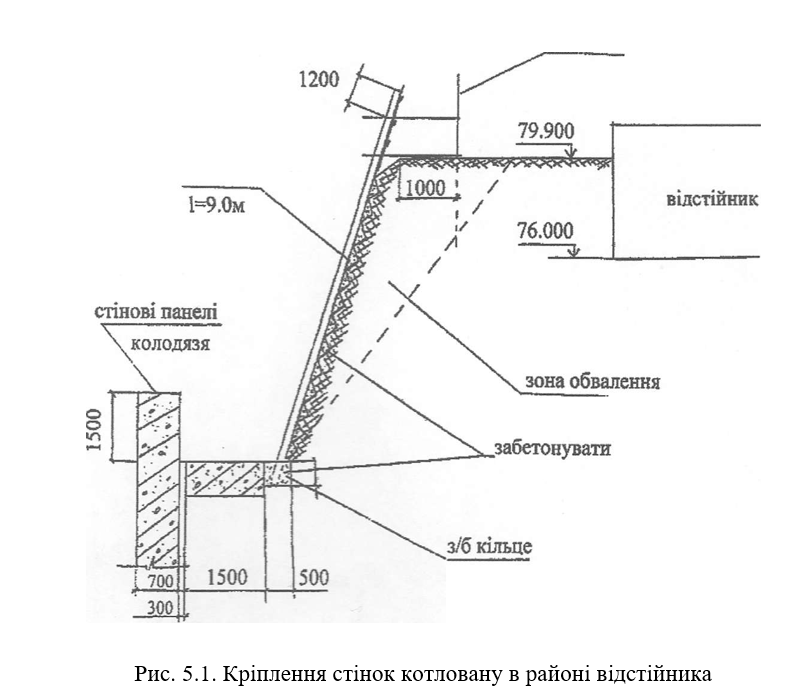 1200
79.900
1000
l=9.0м
відстійник
76.000
стінові панелі
колодязя
зона обвалення
1500
забетонувати
з/б кільце
700
1500
500
300
Рис. 5.1. Кріплення стінок котловану в районі відстійника